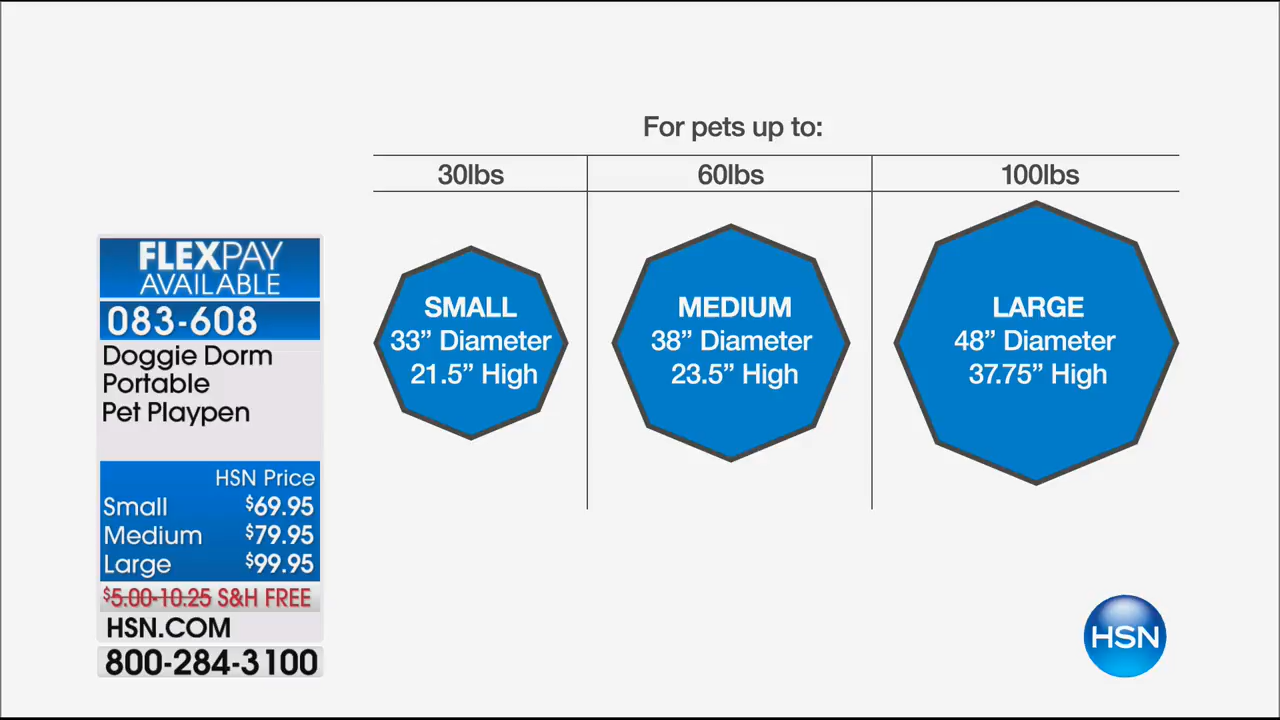 For pets up to:
30lbs 60lbs 100lbs
SMALL
33” Diameter
21.5” High
MEDIUM
38” Diameter
23.5” High
LARGE
48” Diameter
37.75” High
FLEXPAY
AVAILABLE
083-608
Doggie Dorm
Portable
Pet Playpen
HSN Price
Small $69.95
Medium $79.95
Large $99.95
$5.00-10.25 S&H FREE
HSN.COM
800-284-3100
HSN